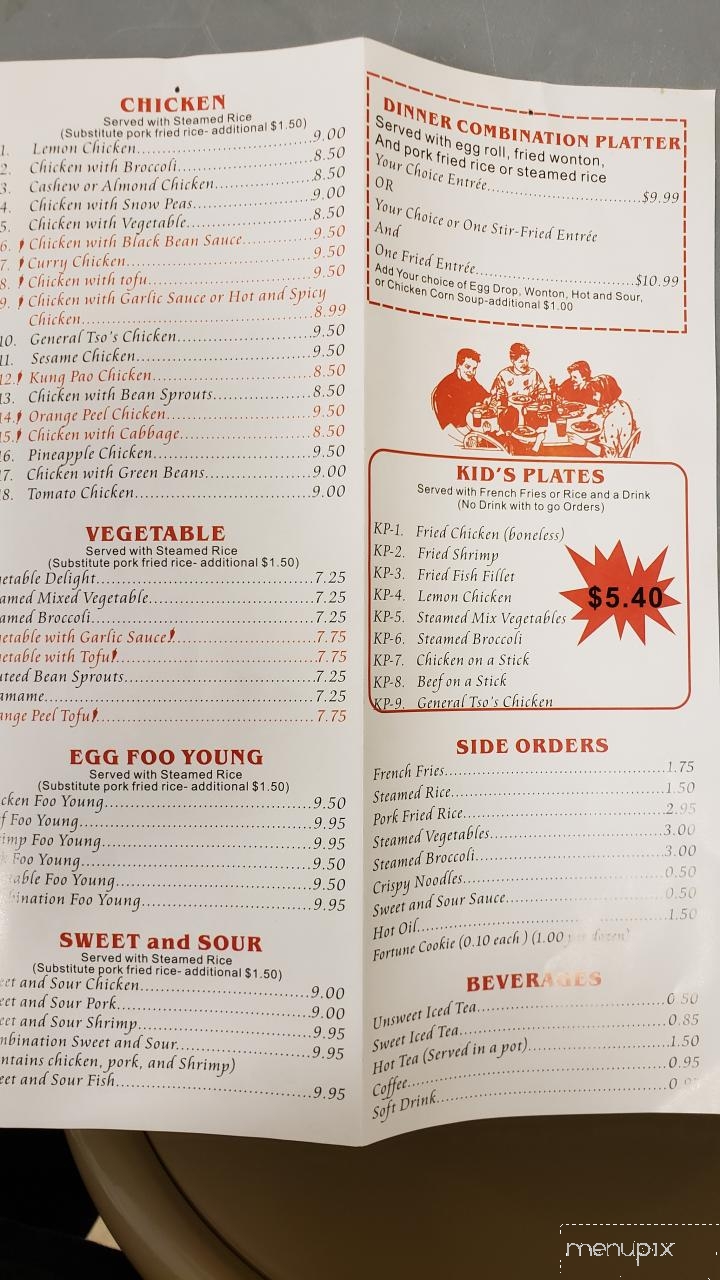 CHICKEN
Served with Steamed Rice
(Substitute pork fried rice- additional $1.50)
1. Lemon Chicken..........9.00
2. Chicken with Broccoli..........8.50
3. Cashew or Almond Chicken..........8.50
4. Chicken with Snow Peas..........9.00
5. Chicken with Vegetable..........8.50
6. Chicken with Black Bean Sauce..........9.50
7. Curry Chicken..........9.50
8. Chicken with tofu..........9.50
9. Chicken with Garlic Sauce or Hot and Spicy
Chicken..........8.99
10. General Tso's Chicken..........9.50
11. Sesame Chicken..........9.50
12. Kung Pao Chicken..........8.50
13. Chicken with Bean Sprouts..........8.50
14. Orange Peel Chicken..........9.50
15. Chicken with Cabbage..........8.50
16. Pineapple Chicken..........9.50
17. Chicken with Green Beans..........9.00
18. Tomato Chicken..........9.00
VEGETABLE
Served with Steamed Rice
(Substitute pork fried rice- additional $1.50)
getable Delight..........7.25
amed Mixed Vegetable..........7.25
amed Broccoli..........7.25
getable with Garlic Sauce..........7.75
getable with Tofu..........7.75
uteed Bean Sprouts..........7.25
amame..........7.25
ange Peel Tofu..........7.75
EGG FOO YOUNG
Served with Steamed Rice
(Substitute pork fried rice- additional $1.50)
cken Foo Young..........9.50
f Foo Young..........9.95
imp Foo Young..........9.95
k Foo Young..........9.50
table Foo Young..........9.50
bination Foo Young..........9.95
SWEET and SOUR
Served with Steamed Rice
(Substitute pork fried rice- additional $1.50)
eet and Sour Chicken..........9.00
eet and Sour Pork..........9.00
eet and Sour Shrimp..........9.95
mbination Sweet and Sour..........9.95
ntains chicken, pork, and Shrimp)
eet and Sour Fish..........9.95
DINNER COMBINATION PLATTER
Served with egg roll, fried wonton,
And pork fried rice or steamed rice
Your Choice Entrée..........$9.99
OR
Your Choice or One Stir-Fried Entrée
And
One Fried Entrée..........$10.99
Add Your choice of Egg Drop, Wonton, Hot and Sour,
or Chicken Corn Soup-additional $1.00
KID'S PLATES
Served with French Fries or Rice and a Drink
(No Drink with to go Orders)
KP-1. Fried Chicken (boneless)
KP-2. Fried Shrimp
KP-3. Fried Fish Fillet
KP-4. Lemon Chicken
KP-5. Steamed Mix Vegetables
KP-6. Steamed Broccoli
KP-7. Chicken on a Stick
KP-8. Beef on a Stick
KP-9. General Tso's Chicken
$5.40
SIDE ORDERS
French Fries..........1.75
Steamed Rice..........1.50
Pork Fried Rice..........2.95
Steamed Vegetables..........3.00
Steamed Broccoli..........3.00
Crispy Noodles..........0.50
Sweet and Sour Sauce..........0.50
Hot Oil..........1.50
Fortune Cookie (0.10 each ) (1.00 per dozen)
BEVERAGES
Unsweet Iced Tea..........0.50
Sweet Iced Tea..........0.85
Hot Tea (Served in a pot)..........1.50
Coffee..........0.95
Soft Drink..........
menupix